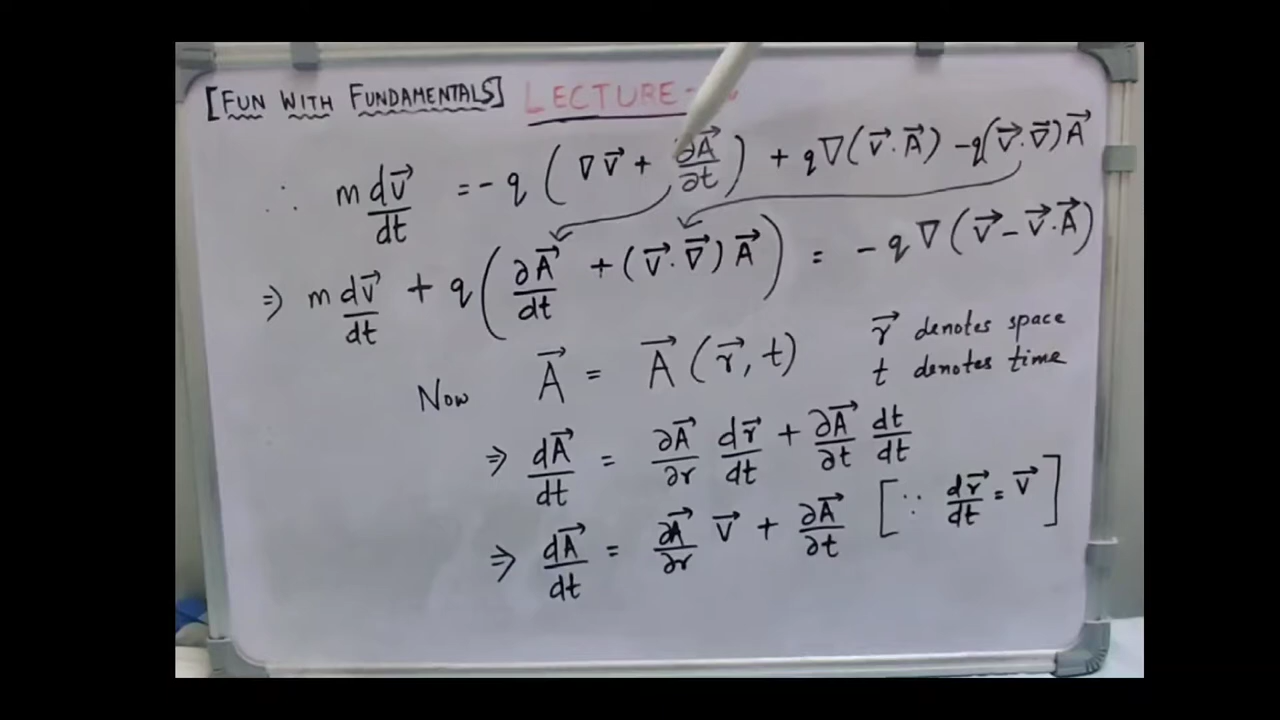 [FUN WITH FUNDAMENTALS] LECTURE-
∴ m dv⃗/dt = -q (∇v⃗ + ∂A⃗/∂t) + q∇(v⃗·A⃗) -q(v⃗·∇⃗)A⃗
⇒ m dv⃗/dt + q(∂A⃗/dt + (v⃗·∇⃗)A⃗) = -q∇(v⃗-v⃗·A⃗)
Now A⃗ = A⃗(r⃗,t) r⃗ denotes space
t denotes time
⇒ dA⃗/dt = ∂A⃗/∂r dr⃗/dt + ∂A⃗/∂t dt/dt
⇒ dA⃗/dt = ∂A⃗/∂r v⃗ + ∂A⃗/∂t [∵ dr⃗/dt = v⃗]